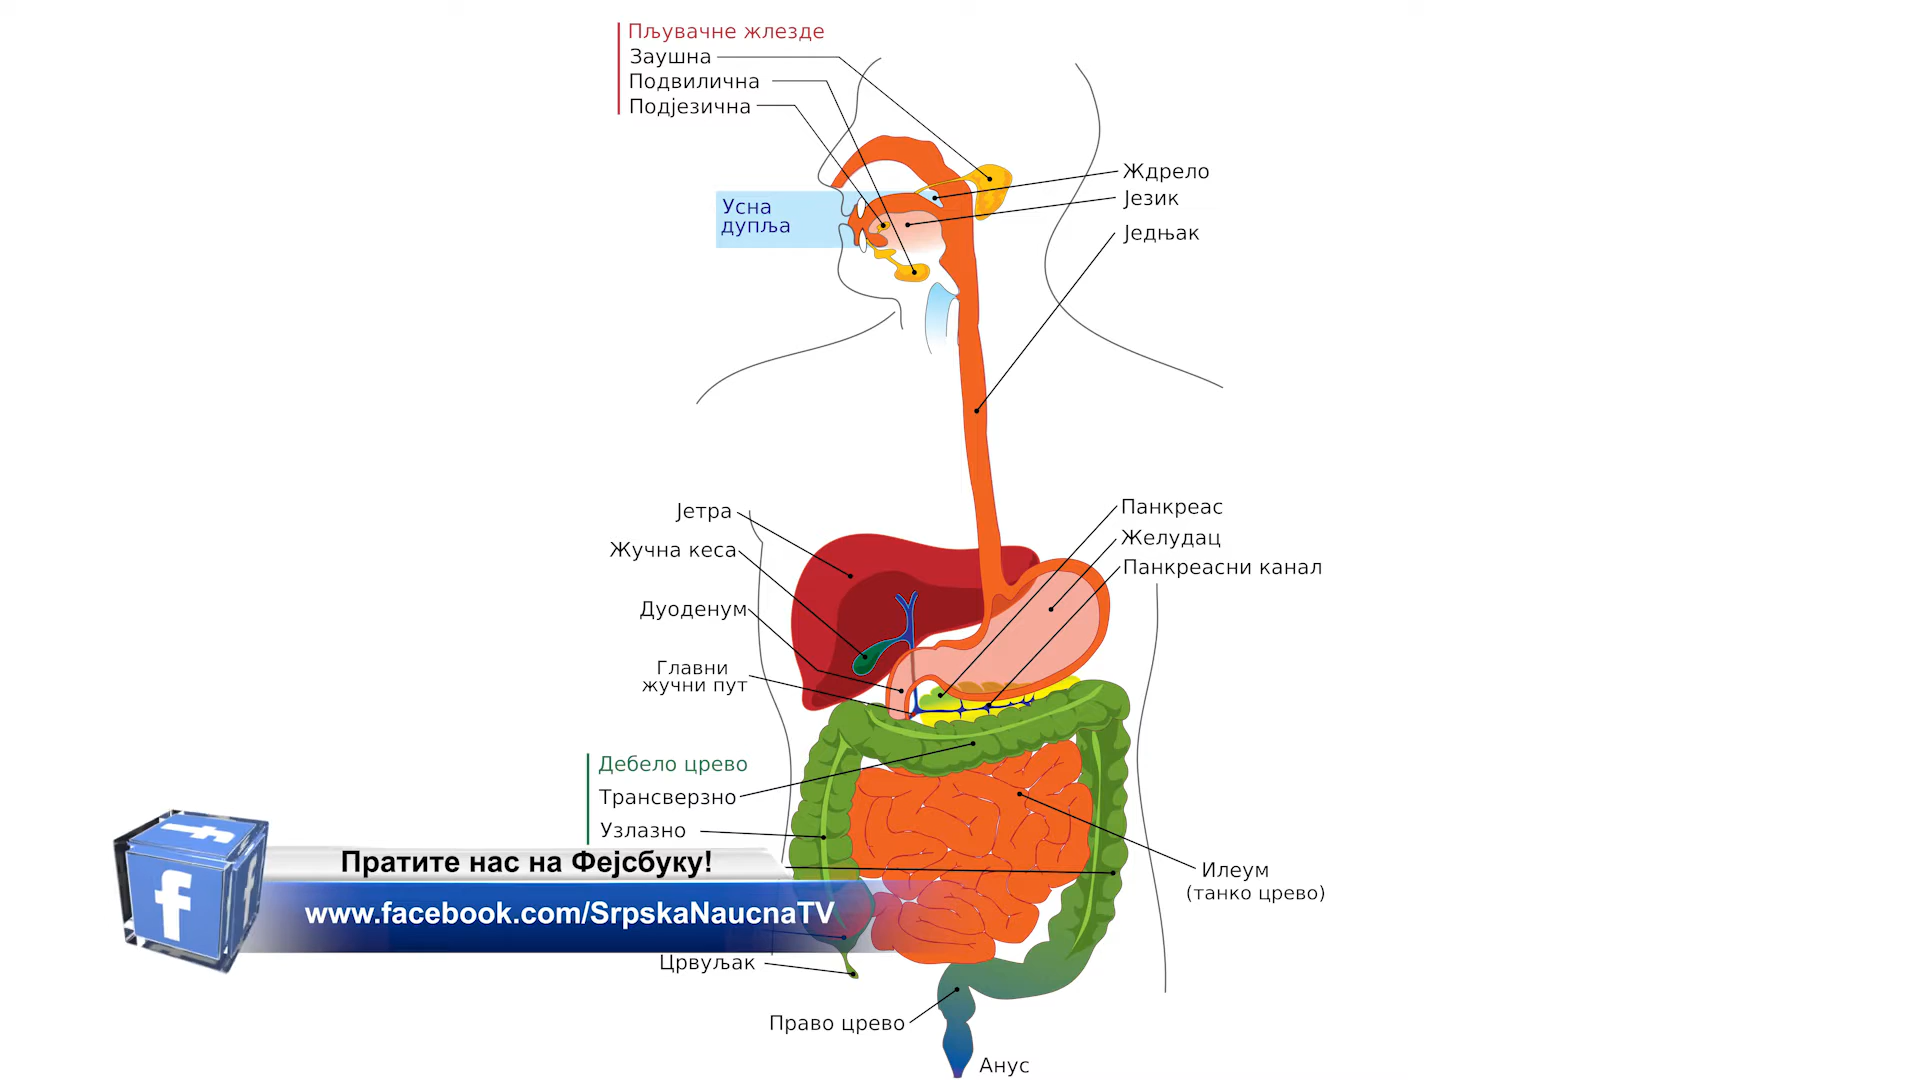 Пљувачне жлезде
Заушна
Подвилична
Подјезична
Усна
дупља
Ждрело
Језик
Једњак
Јетра
Жучна кеса
Дуоденум
Главни
жучни пут
Панкреас
Желудац
Панкреасни канал
Дебело црево
Трансверзно
Узлазно
Пратите нас на Фејсбуку!
www.facebook.com/SrpskaNaucnaTV
Илеум
(танко црево)
Црвуљак
Право црево
Анус